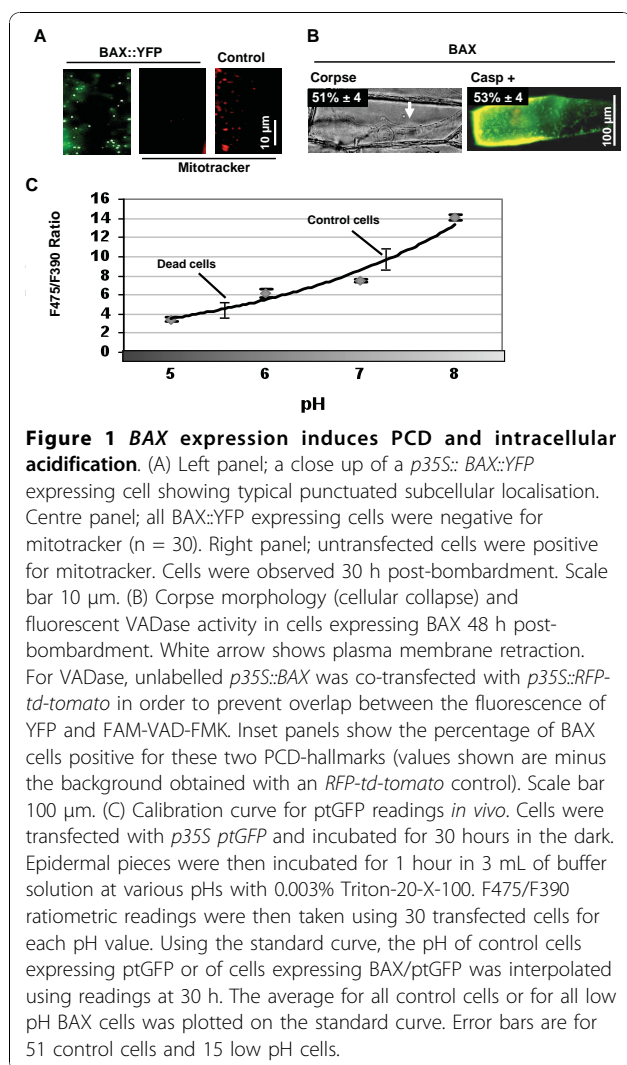 A
BAX::YFP
Control
Mitotracker
10 µm
B
BAX
Corpse
Casp +
51% ± 4
53% ± 4
100 µm
C
F475/F390 Ratio
16
14
12
10
8
6
4
2
0
Control cells
Dead cells
5 6 7 8
pH
Figure 1 BAX expression induces PCD and intracellular
acidification. (A) Left panel; a close up of a p35S:: BAX::YFP
expressing cell showing typical punctuated subcellular localisation.
Centre panel; all BAX::YFP expressing cells were negative for
mitotracker (n = 30). Right panel; untransfected cells were positive
for mitotracker. Cells were observed 30 h post-bombardment. Scale
bar 10 µm. (B) Corpse morphology (cellular collapse) and
fluorescent VADase activity in cells expressing BAX 48 h post-
bombardment. White arrow shows plasma membrane retraction.
For VADase, unlabelled p35S::BAX was co-transfected with p35S::RFP-
td-tomato in order to prevent overlap between the fluorescence of
YFP and FAM-VAD-FMK. Inset panels show the percentage of BAX
cells positive for these two PCD-hallmarks (values shown are minus
the background obtained with an RFP-td-tomato control). Scale bar
100 µm. (C) Calibration curve for ptGFP readings in vivo. Cells were
transfected with p35S ptGFP and incubated for 30 hours in the dark.
Epidermal pieces were then incubated for 1 hour in 3 mL of buffer
solution at various pHs with 0.003% Triton-20-X-100. F475/F390
ratiometric readings were then taken using 30 transfected cells for
each pH value. Using the standard curve, the pH of control cells
expressing ptGFP or of cells expressing BAX/ptGFP was interpolated
using readings at 30 h. The average for all control cells or for all low
pH BAX cells was plotted on the standard curve. Error bars are for
51 control cells and 15 low pH cells.